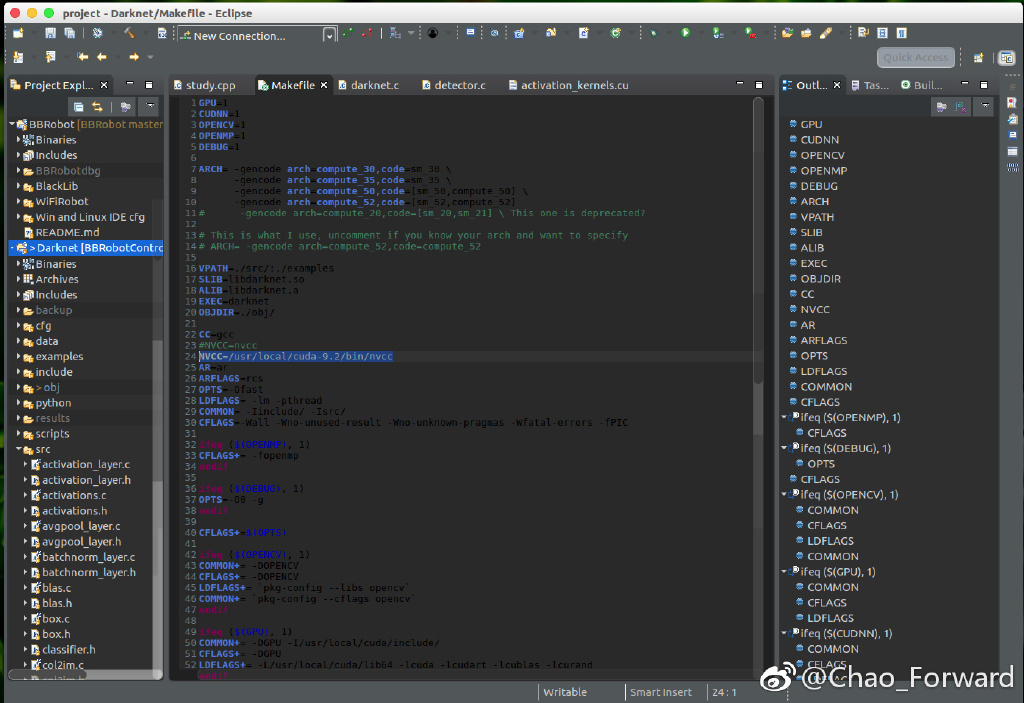 project - Darknet/Makefile - Eclipse
New Connection...
Quick Access
Project Expl...
study.cpp
Makefile
darknet.c
detector.c
activation_kernels.cu
Outl...
Tas...
Buil...
BBRobot [BBRobot master
Binaries
Includes
BBRobotdbg
BlackLib
WiFiRobot
Win and Linux IDE cfg
README.md
> Darknet [BBRobotContro
Binaries
Archives
Includes
backup
cfg
data
examples
include
> obj
python
results
scripts
src
activation_layer.c
activation_layer.h
activations.c
activations.h
avgpool_layer.c
avgpool_layer.h
batchnorm_layer.c
batchnorm_layer.h
blas.c
blas.h
box.c
box.h
classifier.h
col2im.c
col2im.h
1 GPU=1
2 CUDNN=1
3 OPENCV=1
4 OPENMP=1
5 DEBUG=1
6
7 ARCH= -gencode arch=compute_30,code=sm_30 \
8 -gencode arch=compute_35,code=sm_35 \
9 -gencode arch=compute_50,code=[sm_50,compute_50] \
10 -gencode arch=compute_52,code=[sm_52,compute_52]
11 # -gencode arch=compute_20,code=[sm_20,sm_21] \ This one is deprecated?
12
13 # This is what I use, uncomment if you know your arch and want to specify
14 # ARCH= -gencode arch=compute_52,code=compute_52
15
16 VPATH=./src/:./examples
17 SLIB=libdarknet.so
18 ALIB=libdarknet.a
19 EXEC=darknet
20 OBJDIR=./obj/
21
22 CC=gcc
23 #NVCC=nvcc
24 NVCC=/usr/local/cuda-9.2/bin/nvcc
25 AR=ar
26 ARFLAGS=rcs
27 OPTS=-Ofast
28 LDFLAGS= -lm -pthread
29 COMMON= -Iinclude/ -Isrc/
30 CFLAGS=-Wall -Wno-unused-result -Wno-unknown-pragmas -Wfatal-errors -fPIC
31
32 ifeq ($(OPENMP), 1)
33 CFLAGS+= -fopenmp
34 endif
35
36 ifeq ($(DEBUG), 1)
37 OPTS=-O0 -g
38 endif
39
40 CFLAGS+=$(OPTS)
41
42 ifeq ($(OPENCV), 1)
43 COMMON+= -DOPENCV
44 CFLAGS+= -DOPENCV
45 LDFLAGS+= `pkg-config --libs opencv`
46 COMMON+= `pkg-config --cflags opencv`
47 endif
48
49 ifeq ($(GPU), 1)
50 COMMON+= -DGPU -I/usr/local/cuda/include/
51 CFLAGS+= -DGPU
52 LDFLAGS+= -L/usr/local/cuda/lib64 -lcuda -lcudart -lcublas -lcurand
endif
GPU
CUDNN
OPENCV
OPENMP
DEBUG
ARCH
VPATH
SLIB
ALIB
EXEC
OBJDIR
CC
NVCC
AR
ARFLAGS
OPTS
LDFLAGS
COMMON
CFLAGS
ifeq ($(OPENMP), 1)
CFLAGS
ifeq ($(DEBUG), 1)
OPTS
CFLAGS
ifeq ($(OPENCV), 1)
COMMON
CFLAGS
LDFLAGS
COMMON
ifeq ($(GPU), 1)
COMMON
CFLAGS
LDFLAGS
ifeq ($(CUDNN), 1)
COMMON
CFLAGS
Writable
Smart Insert
24 : 1
@Chao_Forward